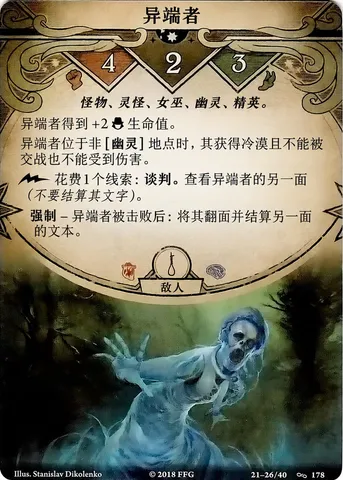 异端者
4 2 3
怪物、灵怪、女巫、幽灵、精英。
异端者得到 +2 生命值。
异端者位于非 [幽灵] 地点时,其获得冷漠且不能被
交战也不能受到伤害。
花费1个线索:谈判。查看异端者的另一面
(不要结算其文字)。
强制 – 异端者被击败后:将其翻面并结算另一面
的文本。
敌人
Illus. Stanislav Dikolenko © 2018 FFG 21–26/40 178